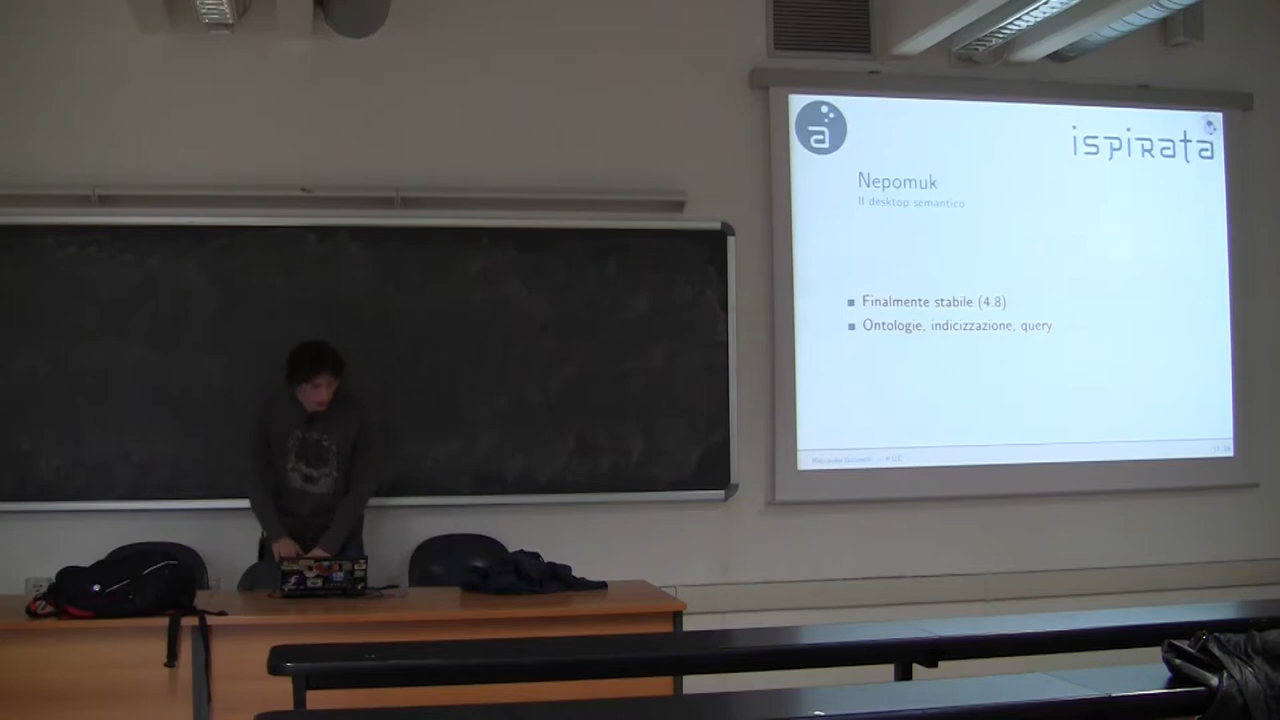 a
ispirata
Nepomuk
Il desktop semantico
Finalmente stabile (4.8)
Ontologie, indicizzazione, query